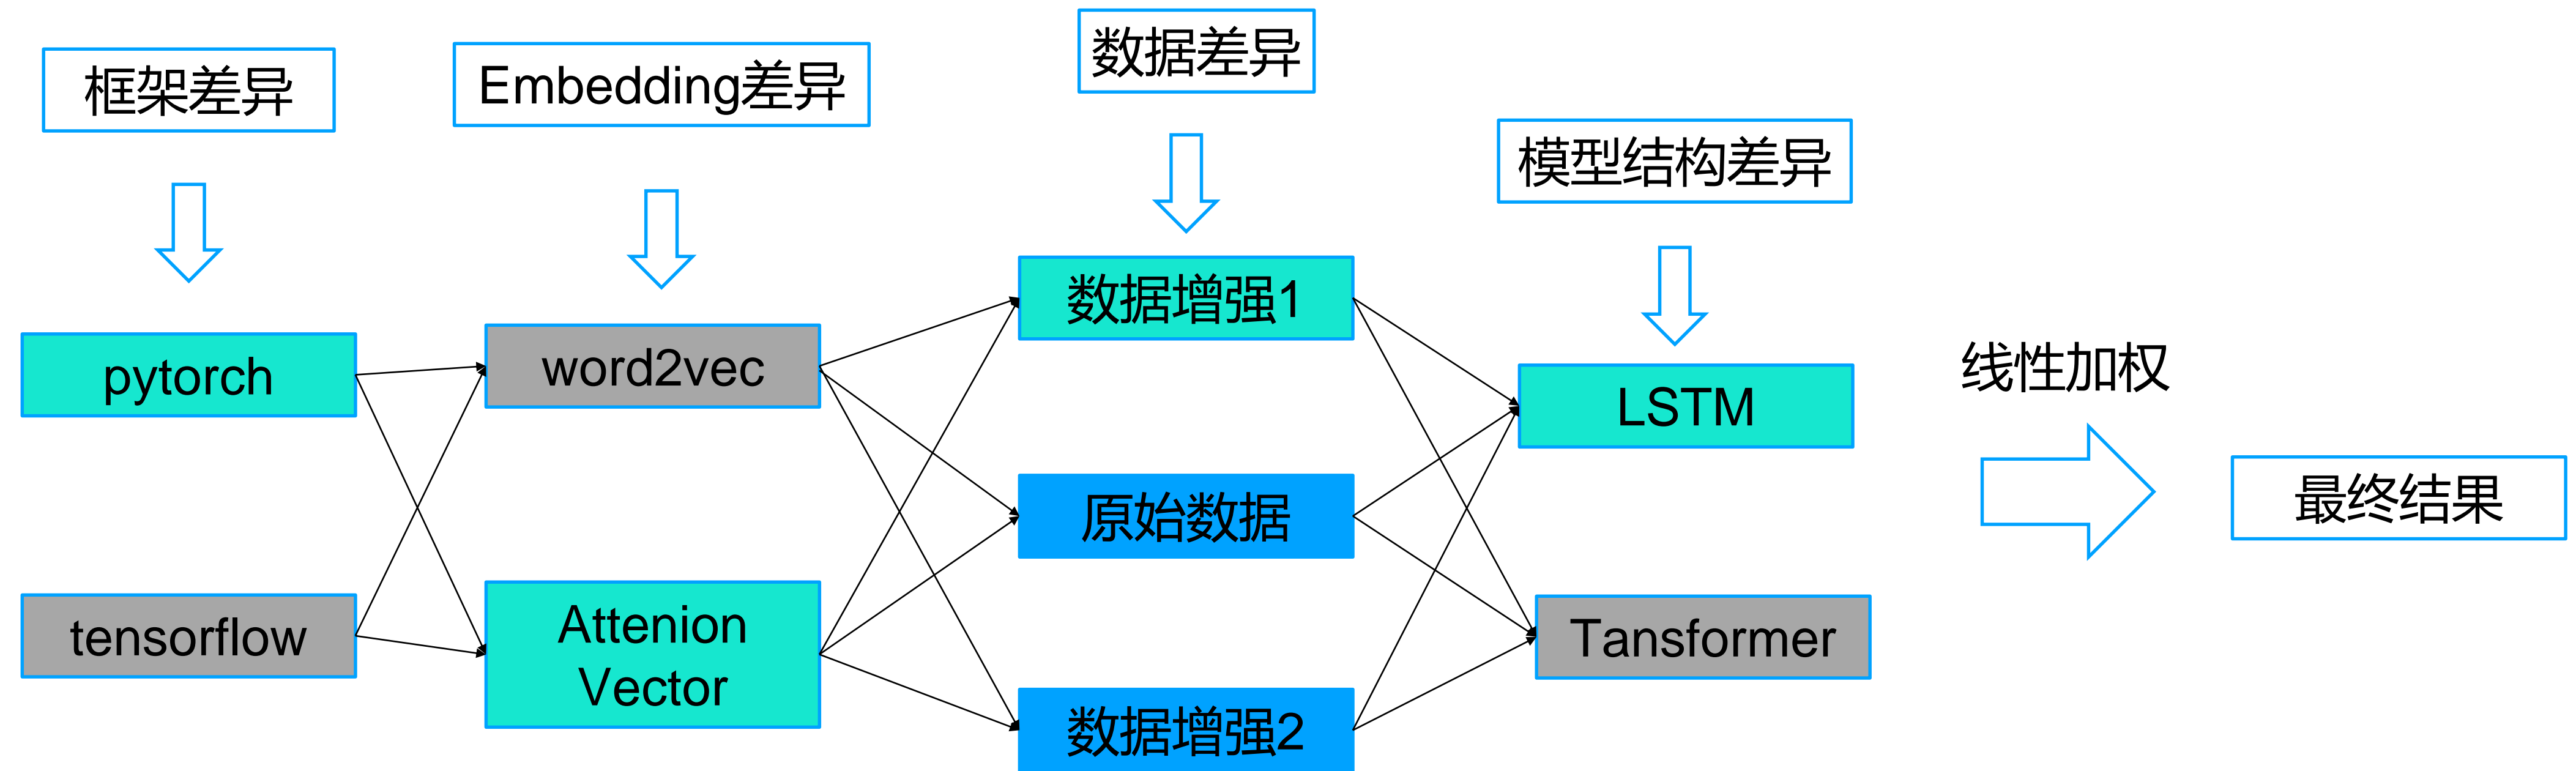 框架差异
Embedding差异
数据差异
模型结构差异
pytorch
tensorflow
word2vec
Attenion
Vector
数据增强1
原始数据
数据增强2
LSTM
Tansformer
线性加权
最终结果